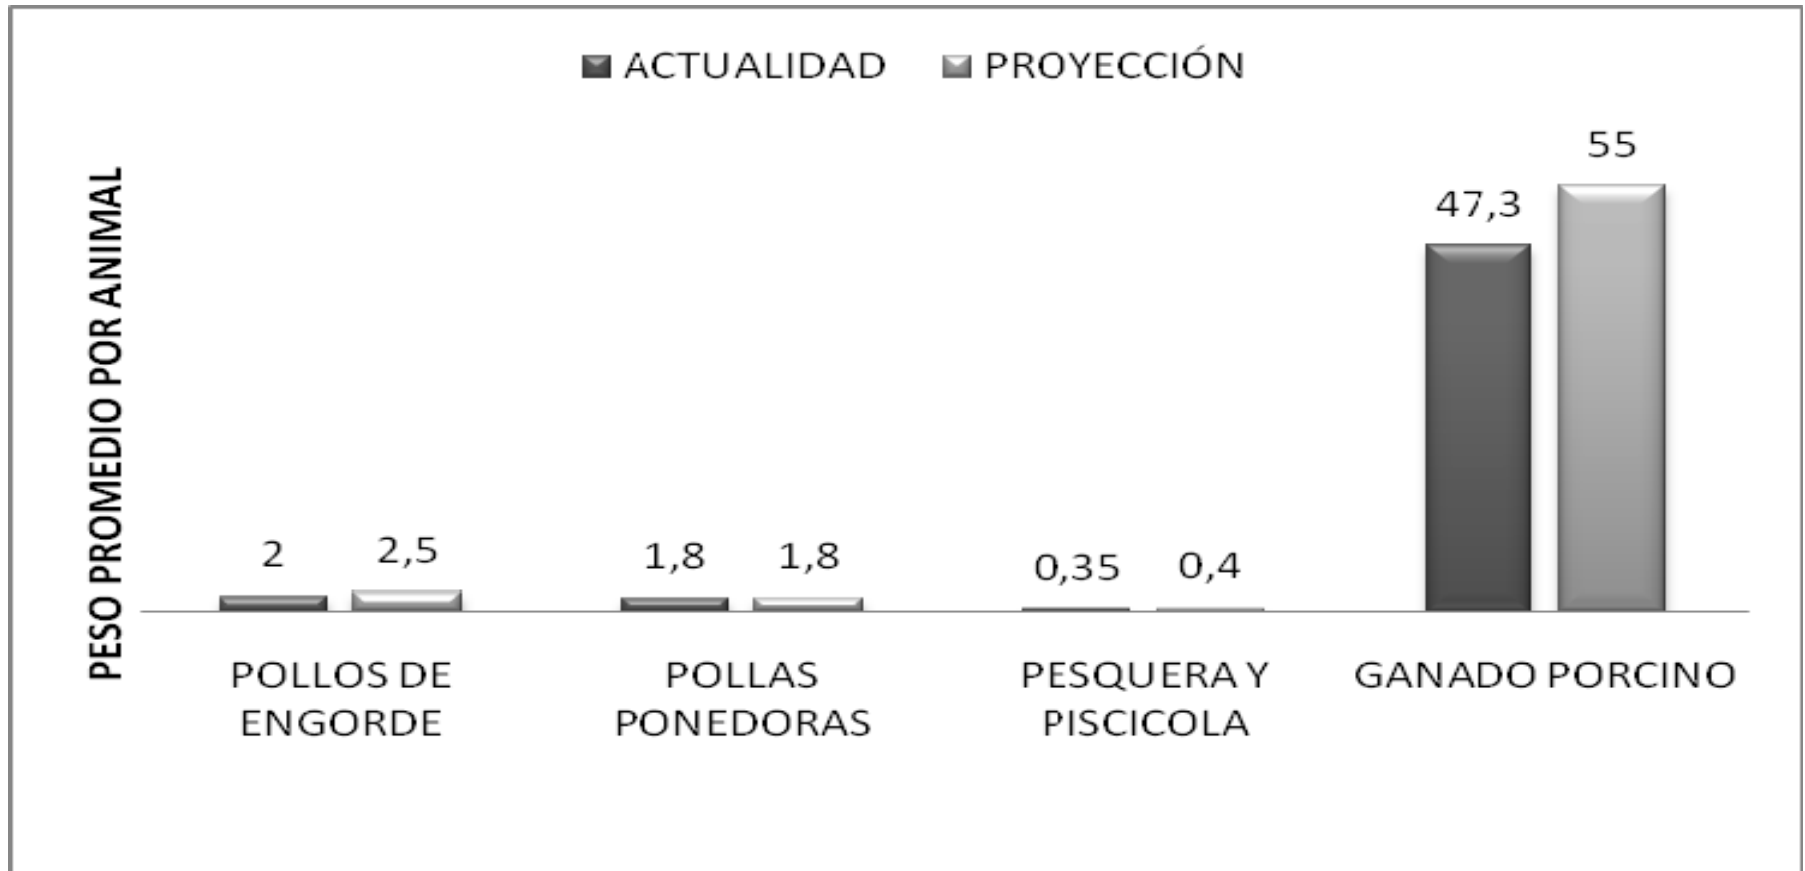 ACTUALIDAD PROYECCIÓN
PESO PROMEDIO POR ANIMAL
2 2,5 1,8 1,8 0,35 0,4 47,3 55
POLLOS DE
ENGORDE
POLLAS
PONEDORAS
PESQUERA Y
PISCICOLA
GANADO PORCINO